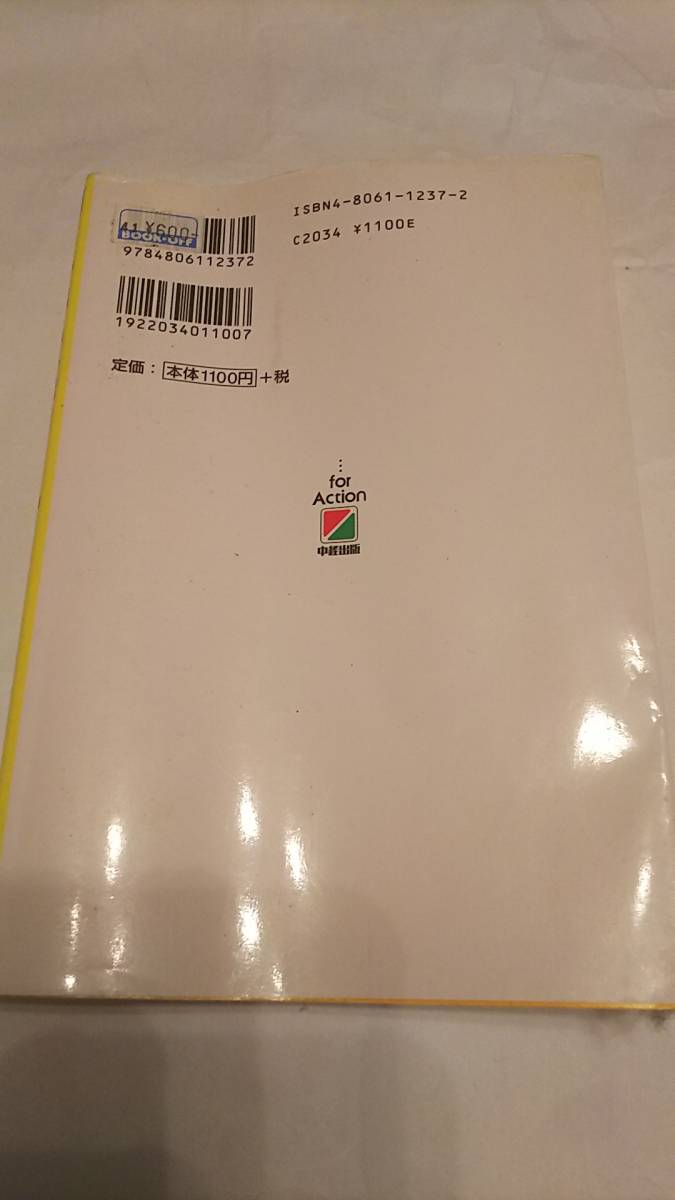 ISBN4-8061-1237-2
C2034 ¥1100E
41 ¥600-
BOOK・OFF
9784806112372
1922034011007
定価：本体1100円+税
…
for
Action
中経出版